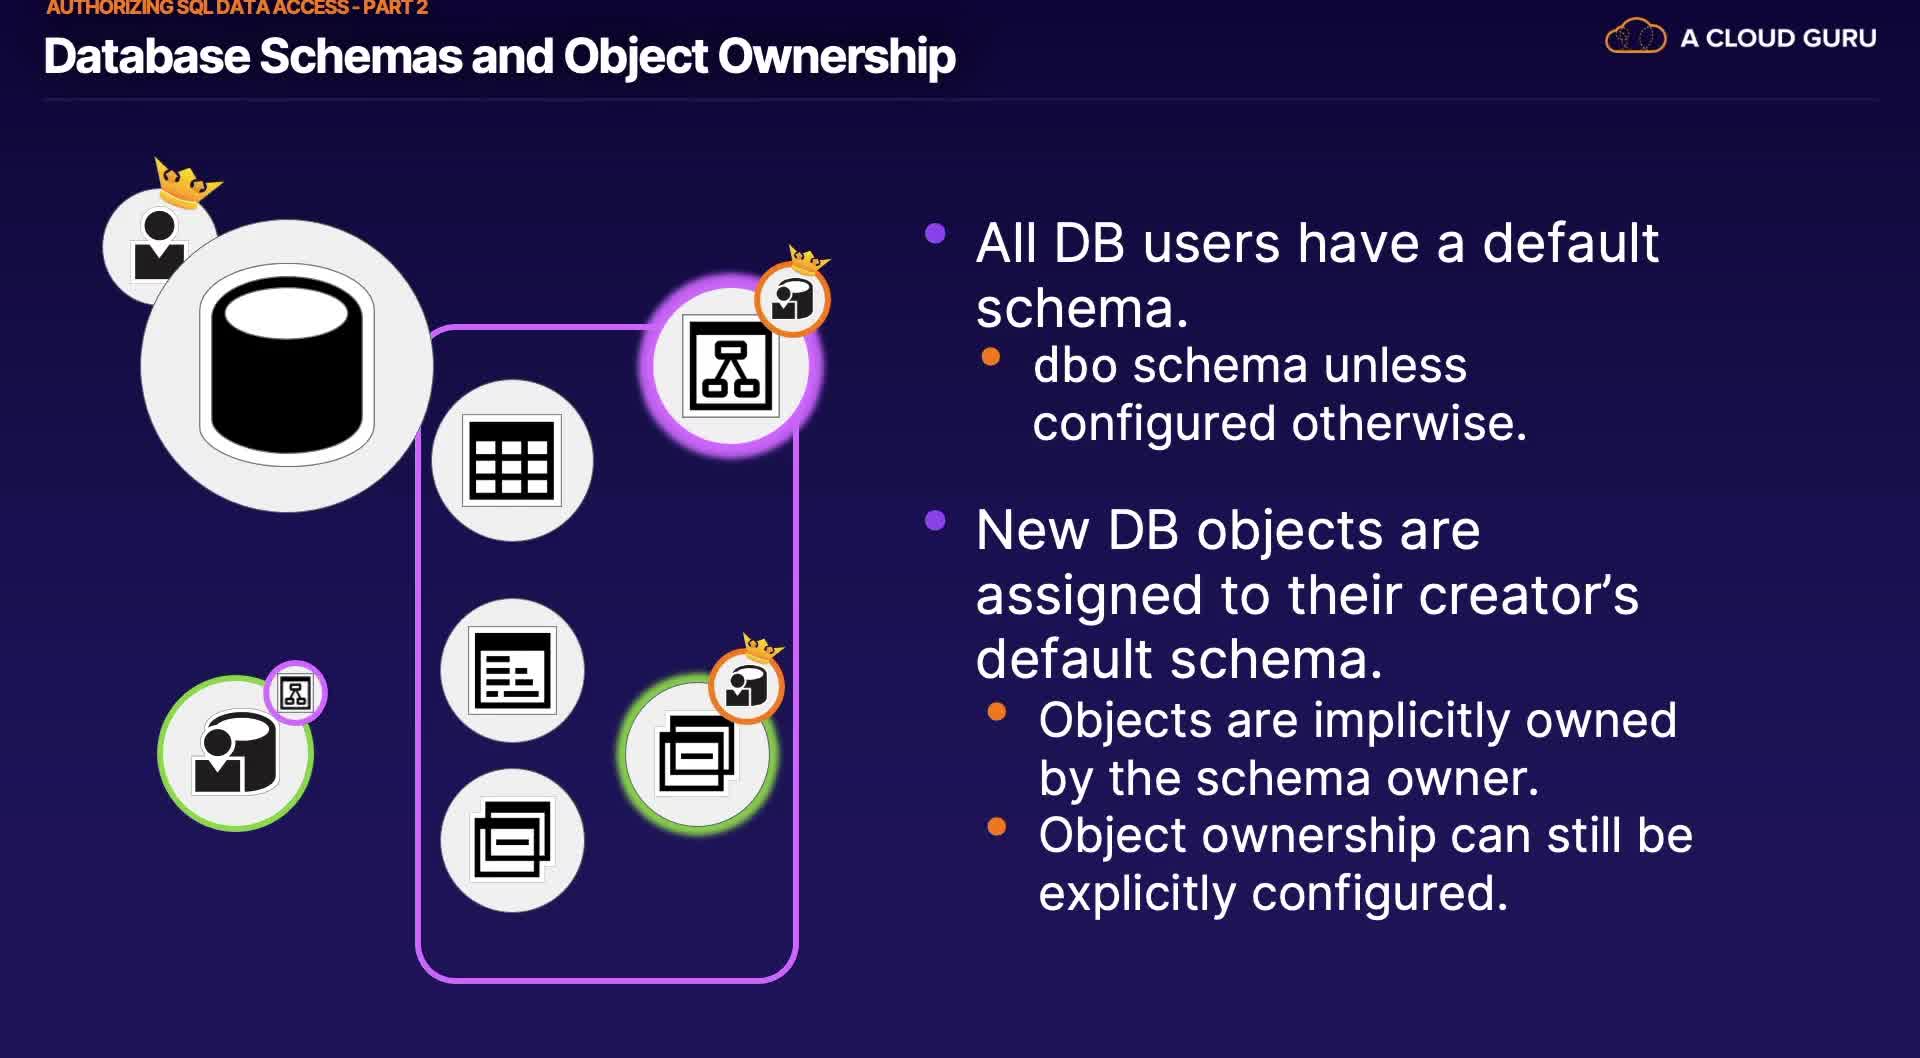 AUTHORIZING SQL DATA ACCESS - PART 2
Database Schemas and Object Ownership
A CLOUD GURU
All DB users have a default
schema.
dbo schema unless
configured otherwise.
New DB objects are
assigned to their creator’s
default schema.
Objects are implicitly owned
by the schema owner.
Object ownership can still be
explicitly configured.